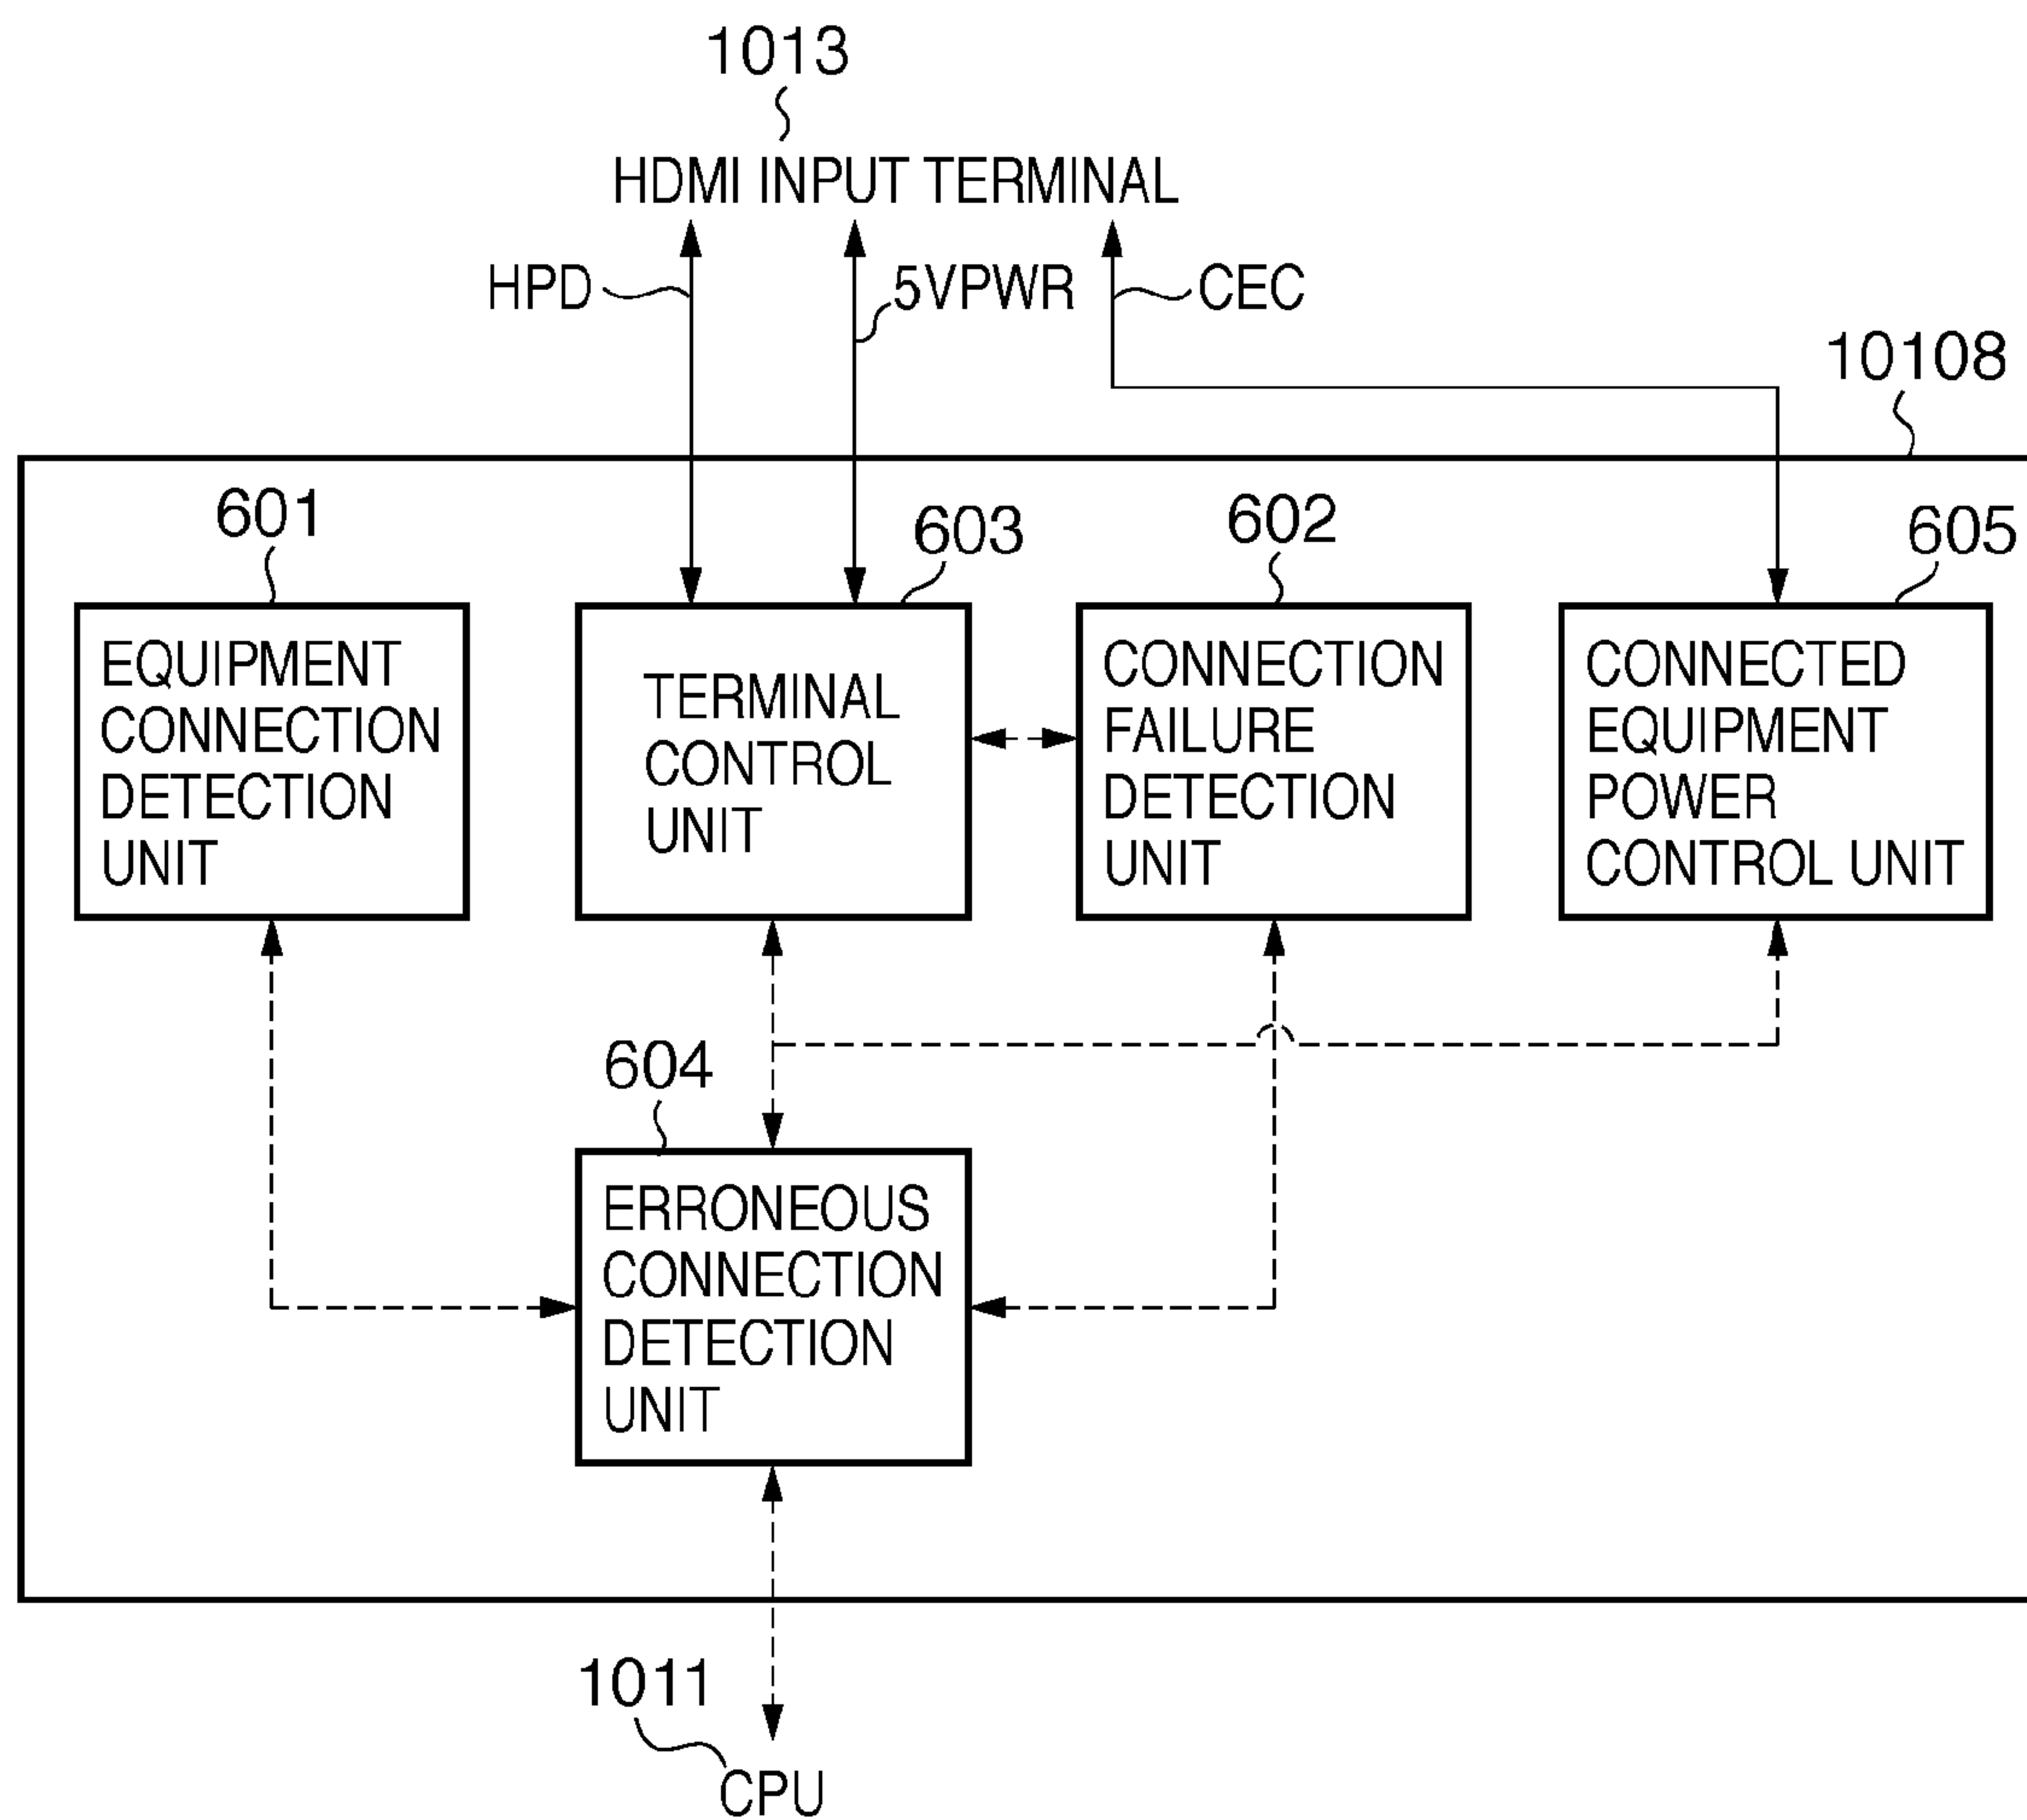 1013
HDMI INPUT TERMINAL
HPD
5VPWR
CEC
10108
601
603
602
605
EQUIPMENT
CONNECTION
DETECTION
UNIT
TERMINAL
CONTROL
UNIT
CONNECTION
FAILURE
DETECTION
UNIT
CONNECTED
EQUIPMENT
POWER
CONTROL UNIT
604
ERRONEOUS
CONNECTION
DETECTION
UNIT
1011
CPU